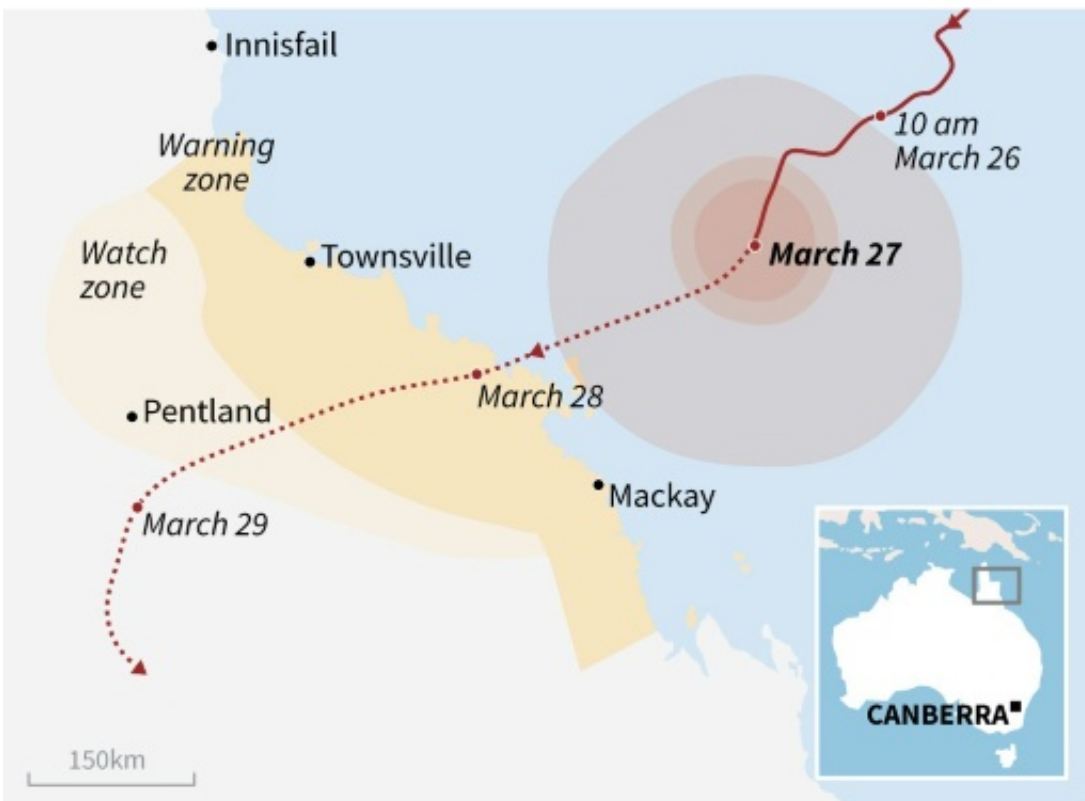 Innisfail
10 am
March 26
Warning
zone
Watch
zone
Townsville
March 27
March 28
Pentland
Mackay
March 29
CANBERRA
150km